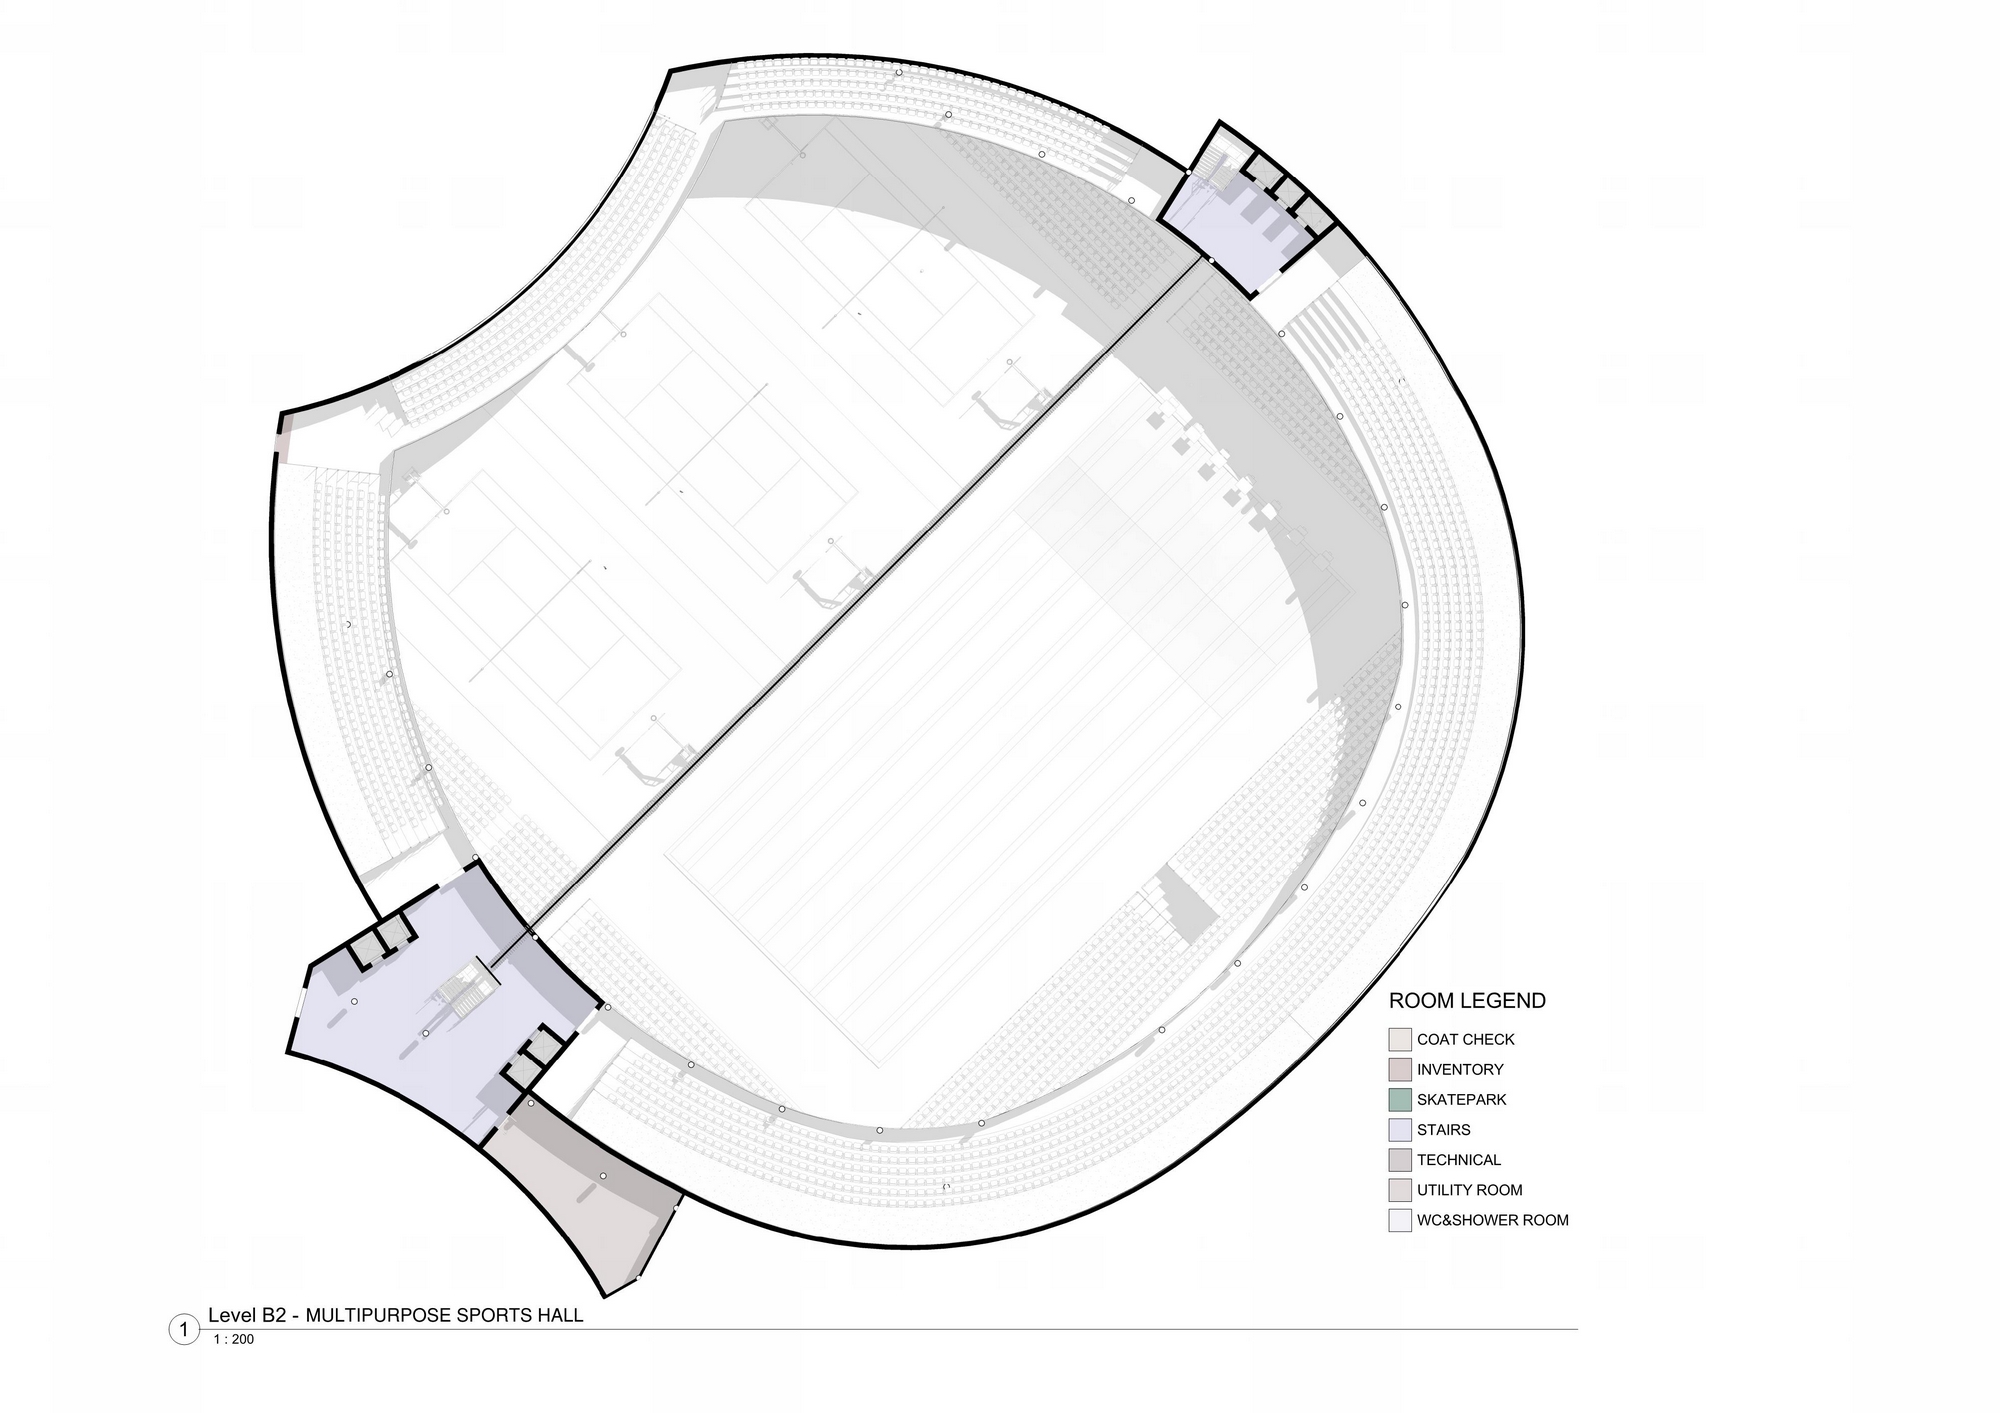 ROOM LEGEND
COAT CHECK
INVENTORY
SKATEPARK
STAIRS
TECHNICAL
UTILITY ROOM
WC&SHOWER ROOM
1
Level B2 - MULTIPURPOSE SPORTS HALL
1 : 200